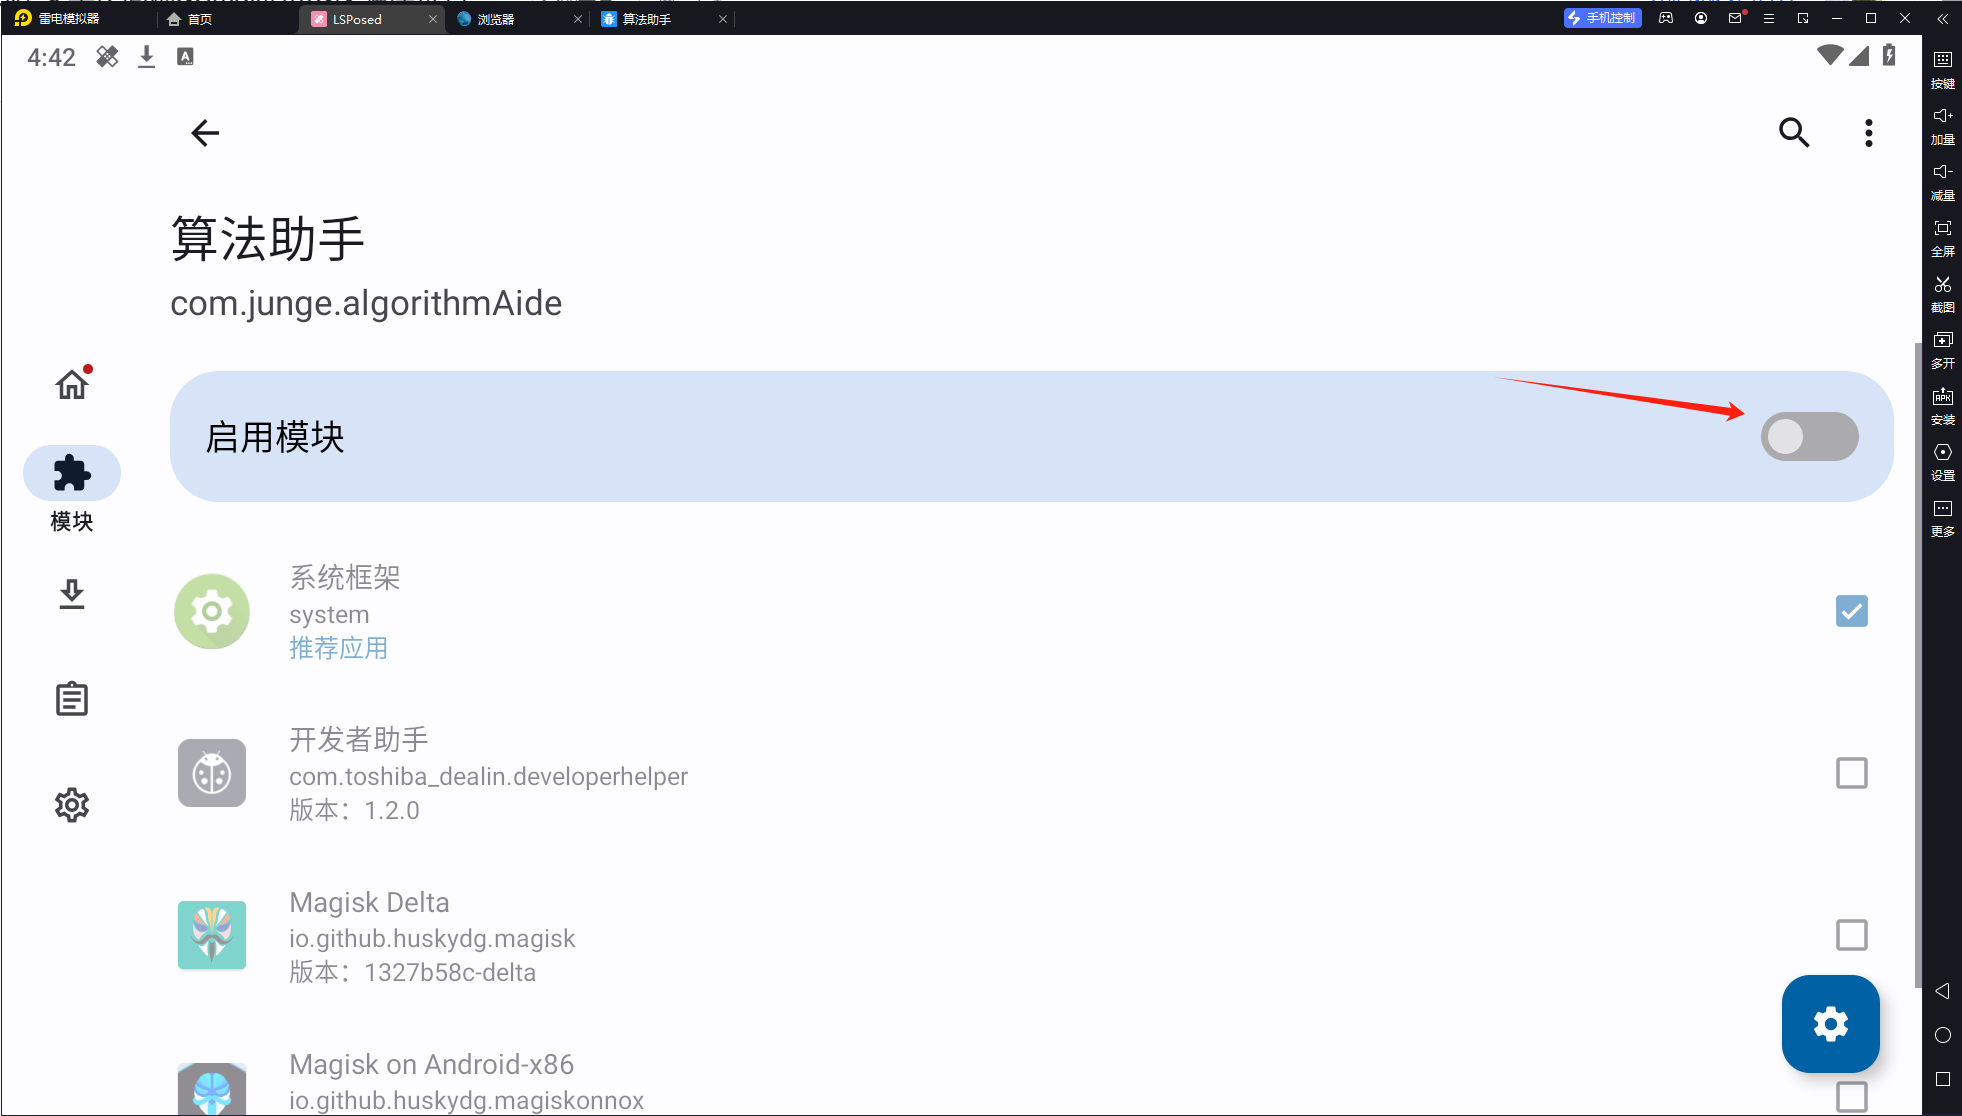 雷电模拟器
首页
LSPosed
浏览器
算法助手
手机控制
4:42
A
按键
加量
减量
全屏
截图
多开
APK
安装
设置
更多
算法助手
com.junge.algorithmAide
启用模块
模块
系统框架
system
推荐应用
开发者助手
com.toshiba_dealin.developerhelper
版本：1.2.0
Magisk Delta
io.github.huskydg.magisk
版本：1327b58c-delta
Magisk on Android-x86
io.github.huskydg.magiskonnox